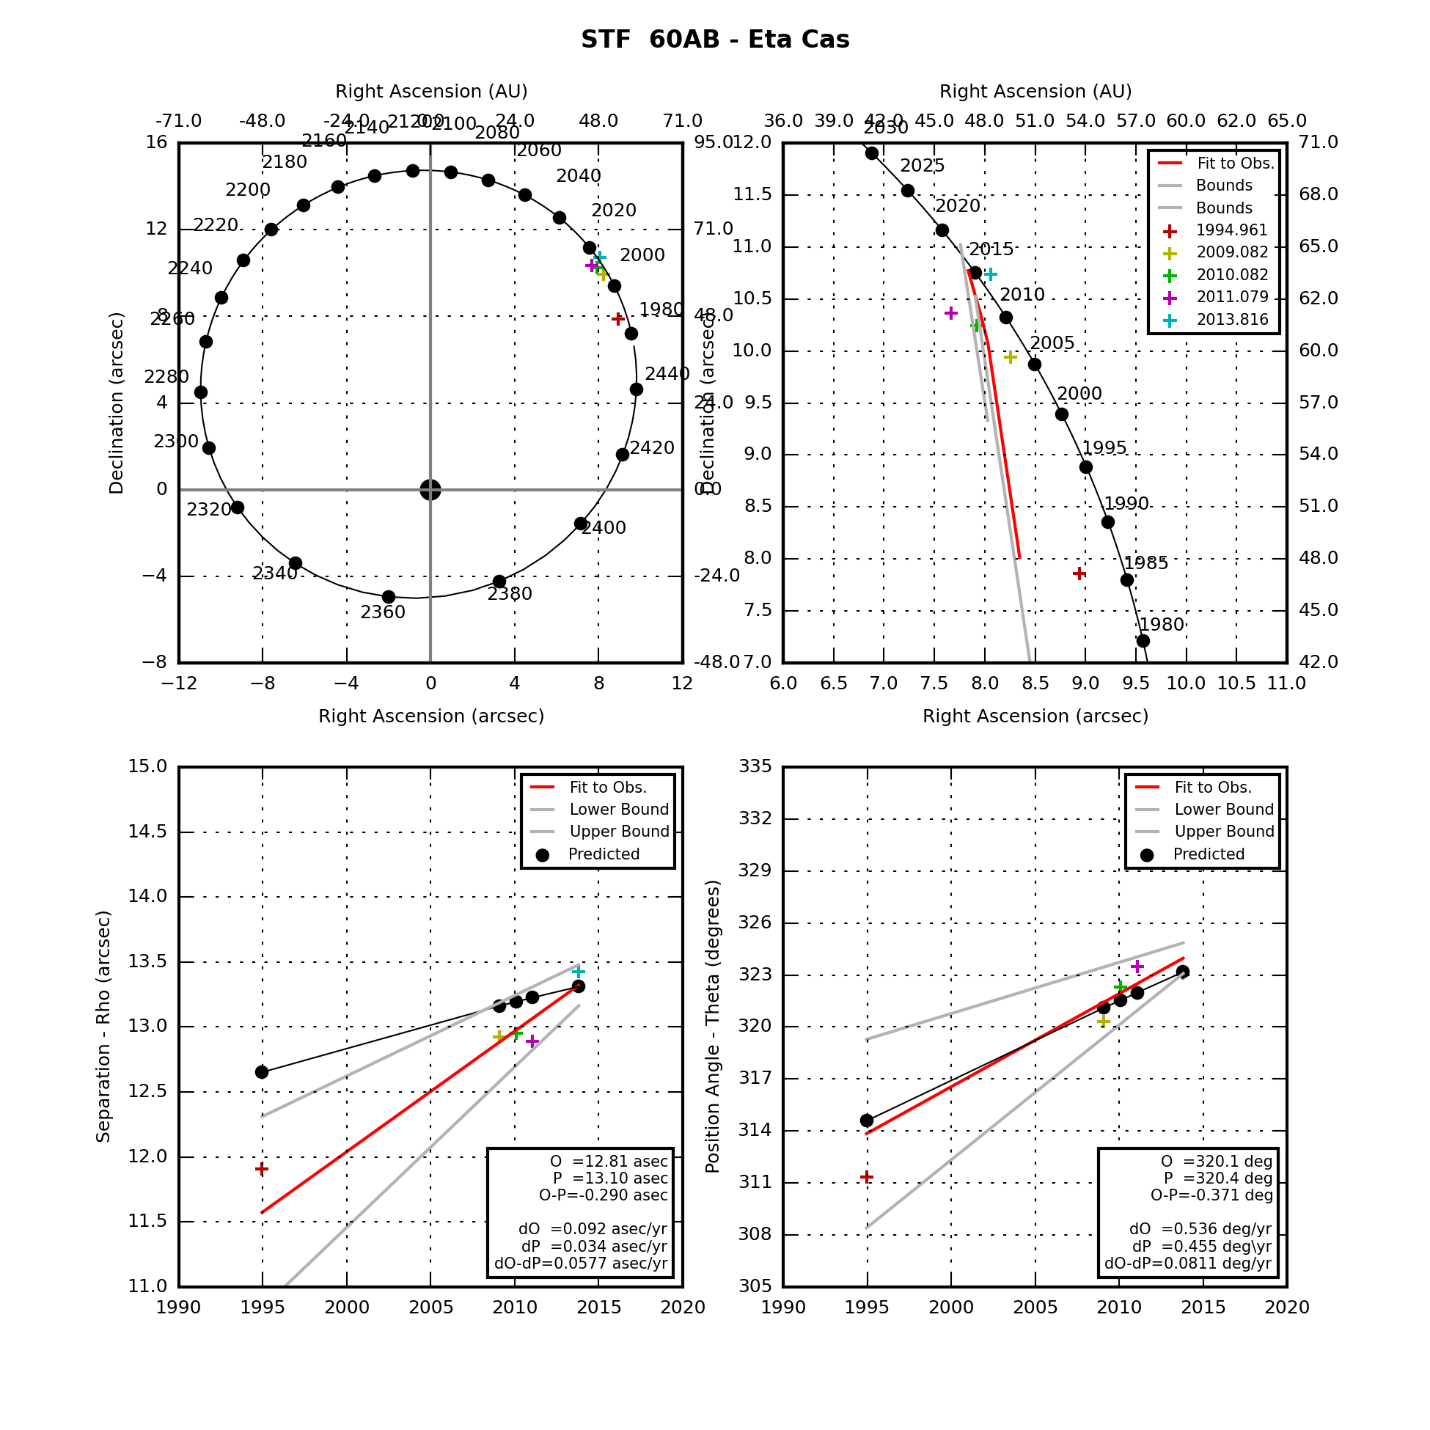 STF  60AB - Eta Cas
Right Ascension (AU)
-71.0 -48.0 -24.0 0.0 24.0 48.0 71.0
2160 2140 2120 2100 2080 2060 2040 2020 2000 1980
2180 2200 2220 2240 2260 2280 2300 2320 2340 2360 2380 2400 2420 2440
16 12 8 4 0 −4 −8
95.0 71.0 48.0 24.0 0.0 -24.0 -48.0
Declination (arcsec)
Declination (arcsec)
−12 −8 −4 0 4 8 12
Right Ascension (arcsec)
Right Ascension (AU)
36.0 39.0 42.0 45.0 48.0 51.0 54.0 57.0 60.0 62.0 65.0
2030
2025
2020
2015
2010
2005
2000
1995
1990
1985
1980
Fit to Obs.
Bounds
Bounds
1994.961
2009.082
2010.082
2011.079
2013.816
12.0 11.5 11.0 10.5 10.0 9.5 9.0 8.5 8.0 7.5 7.0
71.0 68.0 65.0 62.0 60.0 57.0 54.0 51.0 48.0 45.0 42.0
6.0 6.5 7.0 7.5 8.0 8.5 9.0 9.5 10.0 10.5 11.0
Right Ascension (arcsec)
15.0 14.5 14.0 13.5 13.0 12.5 12.0 11.5 11.0
Separation - Rho (arcsec)
Fit to Obs.
Lower Bound
Upper Bound
Predicted
O  =12.81 asec
P  =13.10 asec
O-P=-0.290 asec
dO  =0.092 asec/yr
dP  =0.034 asec/yr
dO-dP=0.0577 asec/yr
1990 1995 2000 2005 2010 2015 2020
335 332 329 326 323 320 317 314 311 308 305
Position Angle - Theta (degrees)
Fit to Obs.
Lower Bound
Upper Bound
Predicted
O  =320.1 deg
P  =320.4 deg
O-P=-0.371 deg
dO  =0.536 deg/yr
dP  =0.455 deg\yr
dO-dP=0.0811 deg/yr
1990 1995 2000 2005 2010 2015 2020